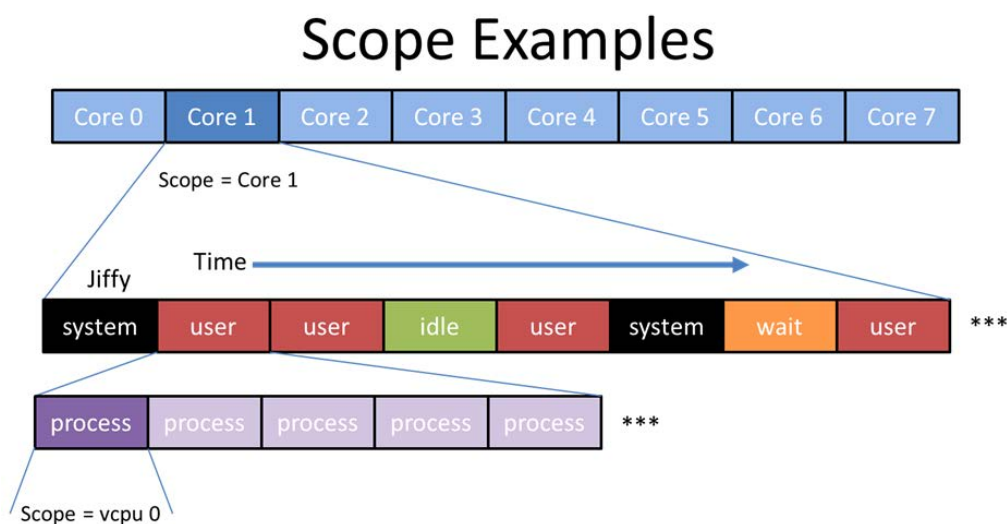 Scope Examples
Core 0 Core 1 Core 2 Core 3 Core 4 Core 5 Core 6 Core 7
Scope = Core 1
Time
Jiffy
system user user idle user system wait user ***
process process process process process ***
Scope = vcpu 0